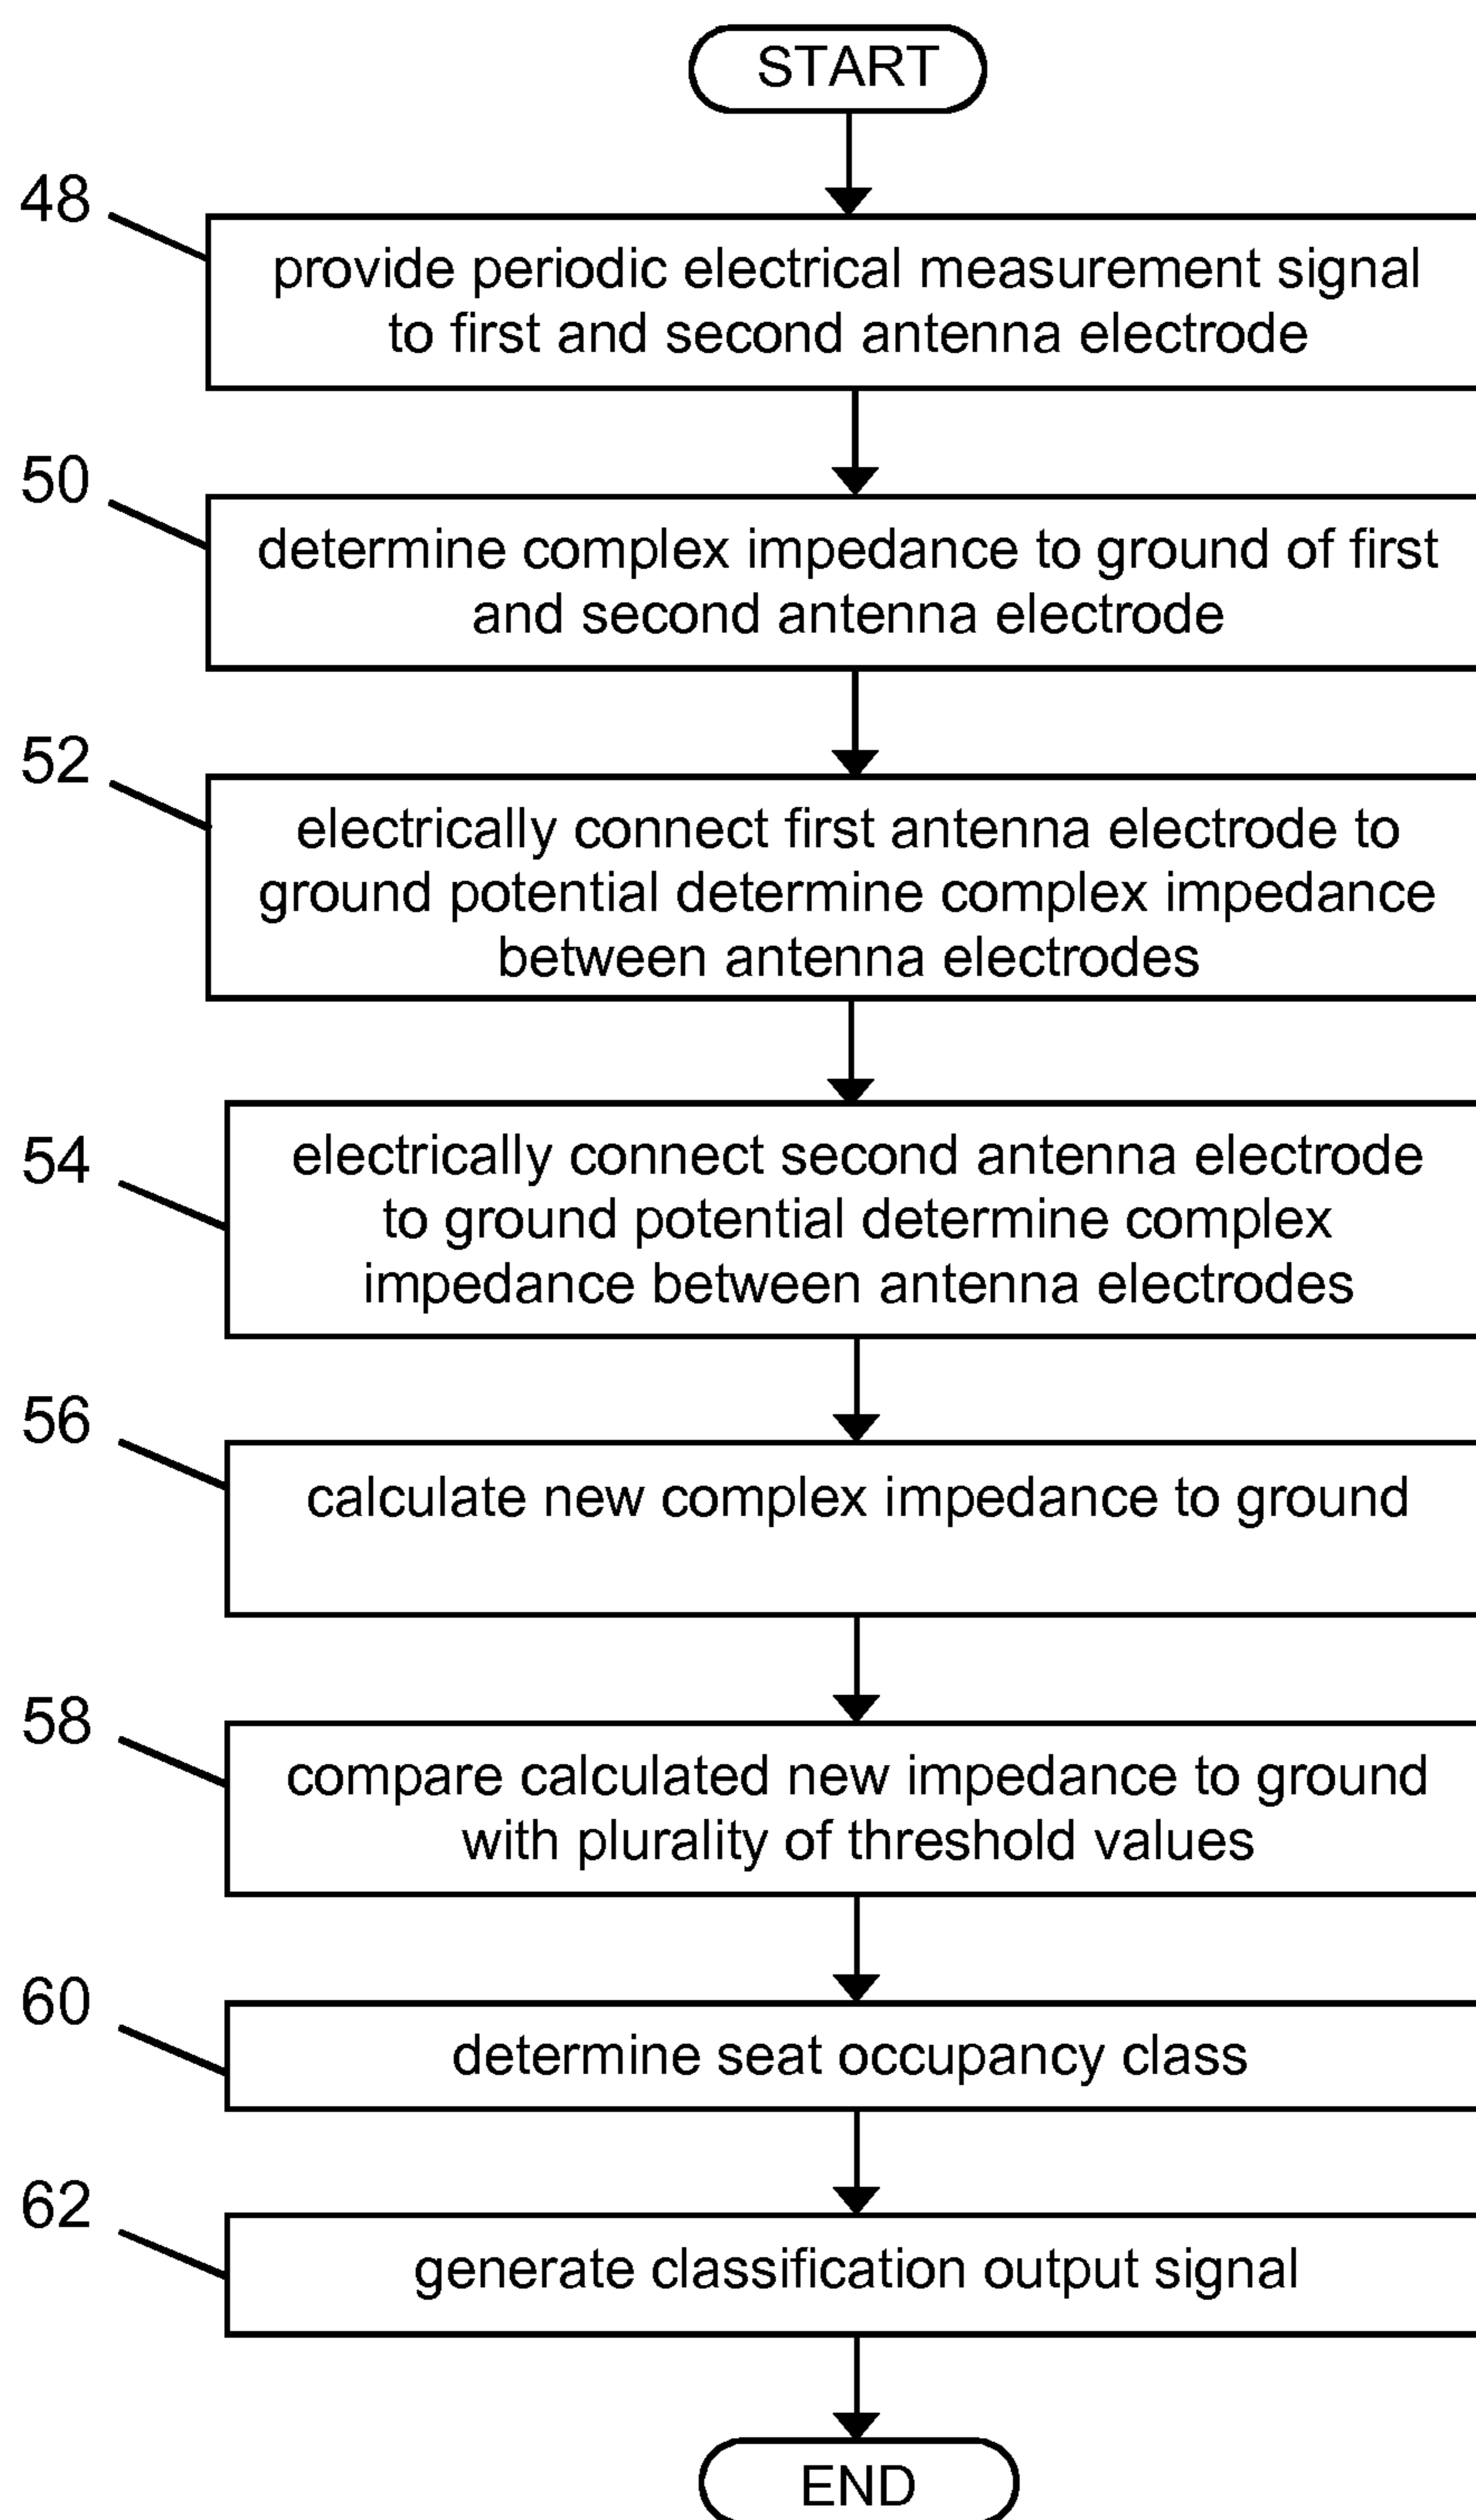 START
48
provide periodic electrical measurement signal
to first and second antenna electrode
50
determine complex impedance to ground of first
and second antenna electrode
52
electrically connect first antenna electrode to
ground potential determine complex impedance
between antenna electrodes
54
electrically connect second antenna electrode
to ground potential determine complex
impedance between antenna electrodes
56
calculate new complex impedance to ground
58
compare calculated new impedance to ground
with plurality of threshold values
60
determine seat occupancy class
62
generate classification output signal
END